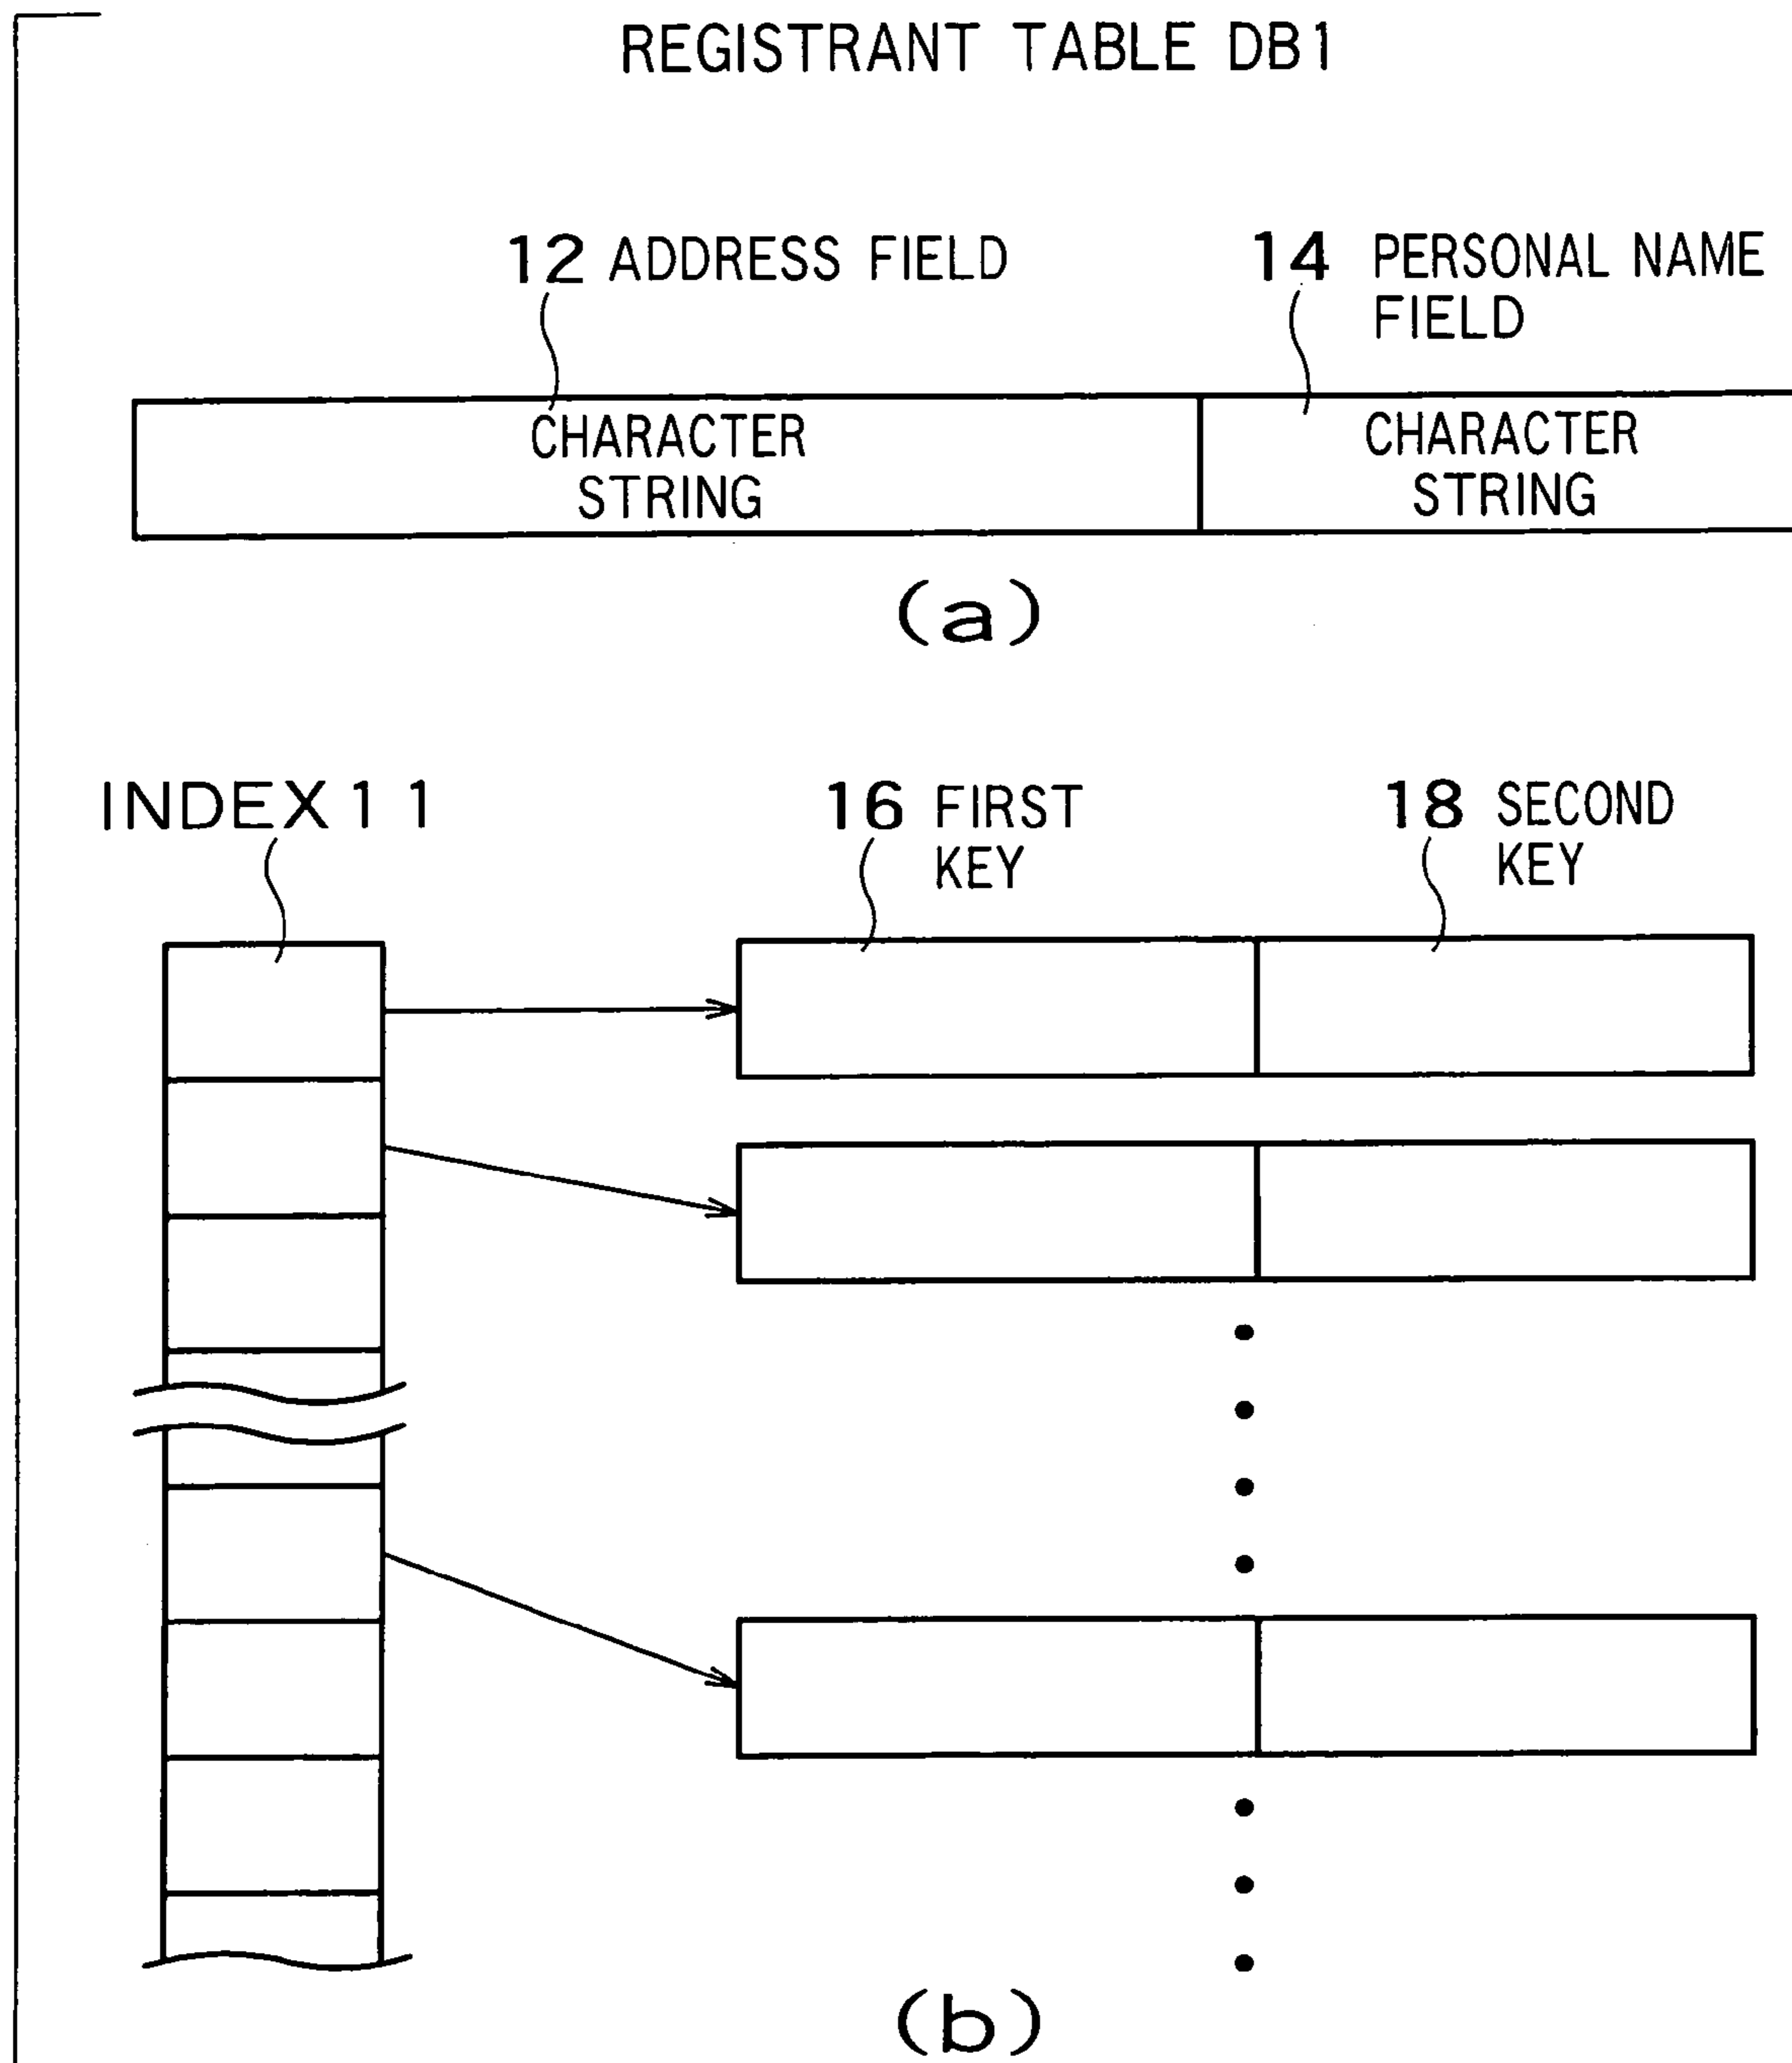 REGISTRANT TABLE DB1
12 ADDRESS FIELD
14 PERSONAL NAME
FIELD
CHARACTER
STRING
CHARACTER
STRING
(a)
INDEX11
16 FIRST
KEY
18 SECOND
KEY
(b)